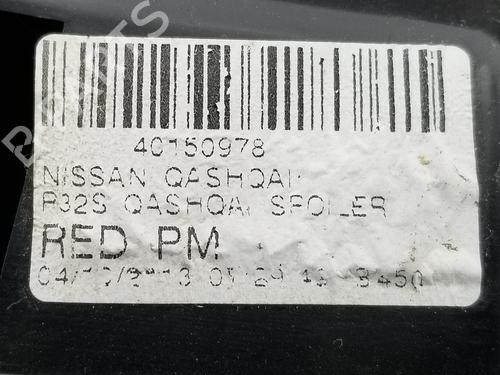 40150978
NISSAN QASHQAI
P32S QASHQAI SPOILER
RED PM